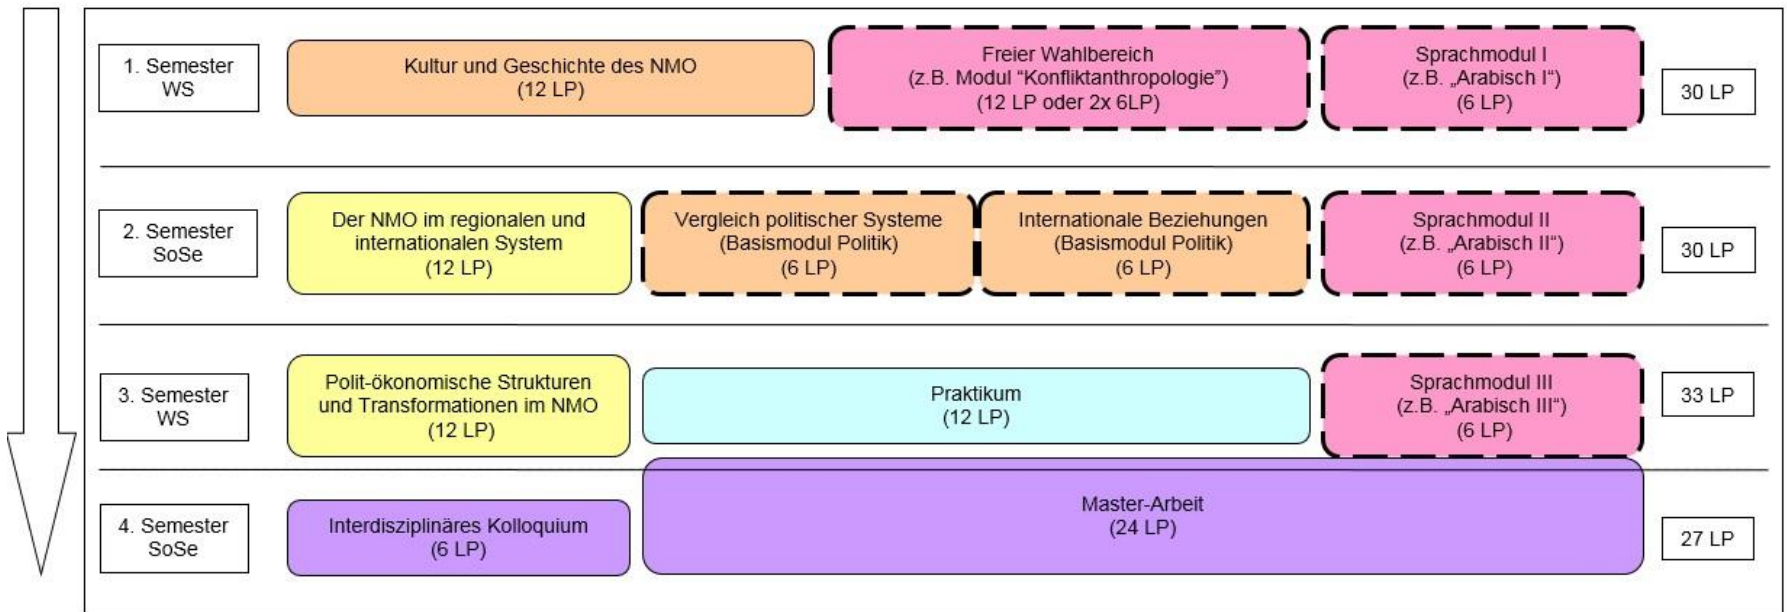 1. Semester
WS
Kultur und Geschichte des NMO
(12 LP)
Freier Wahlbereich
(z.B. Modul “Konfliktanthropologie”)
(12 LP oder 2x 6LP)
Sprachmodul I
(z.B. „Arabisch I“)
(6 LP)
30 LP
2. Semester
SoSe
Der NMO im regionalen und
internationalen System
(12 LP)
Vergleich politischer Systeme
(Basismodul Politik)
(6 LP)
Internationale Beziehungen
(Basismodul Politik)
(6 LP)
Sprachmodul II
(z.B. „Arabisch II“)
(6 LP)
30 LP
3. Semester
WS
Polit-ökonomische Strukturen
und Transformationen im NMO
(12 LP)
Praktikum
(12 LP)
Sprachmodul III
(z.B. „Arabisch III“)
(6 LP)
33 LP
4. Semester
SoSe
Interdisziplinäres Kolloquium
(6 LP)
Master-Arbeit
(24 LP)
27 LP